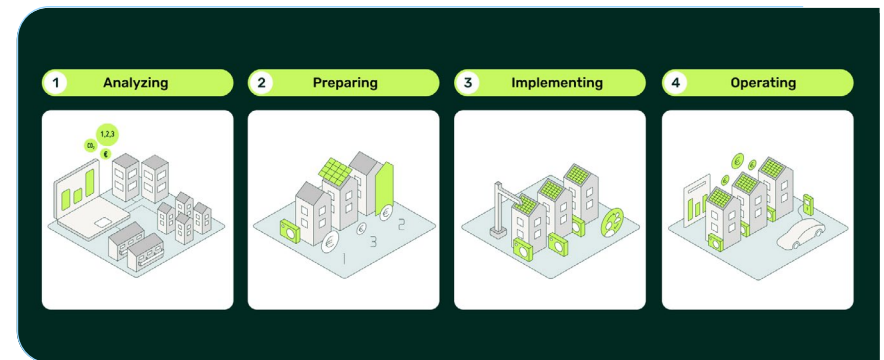 1 Analyzing
2 Preparing
3 Implementing
4 Operating
1,2,3
CO₂
€
€
€
€
1
3
2
€
€
€